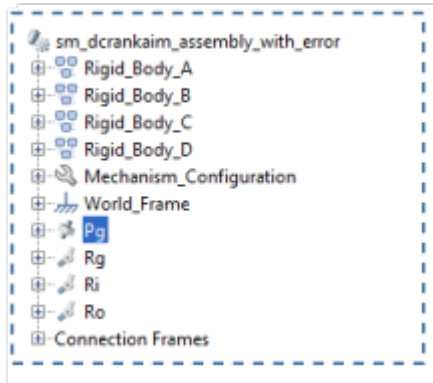 sm_dcrankaim_assembly_with_error
Rigid_Body_A
Rigid_Body_B
Rigid_Body_C
Rigid_Body_D
Mechanism_Configuration
World_Frame
Pg
Rg
Ri
Ro
Connection Frames